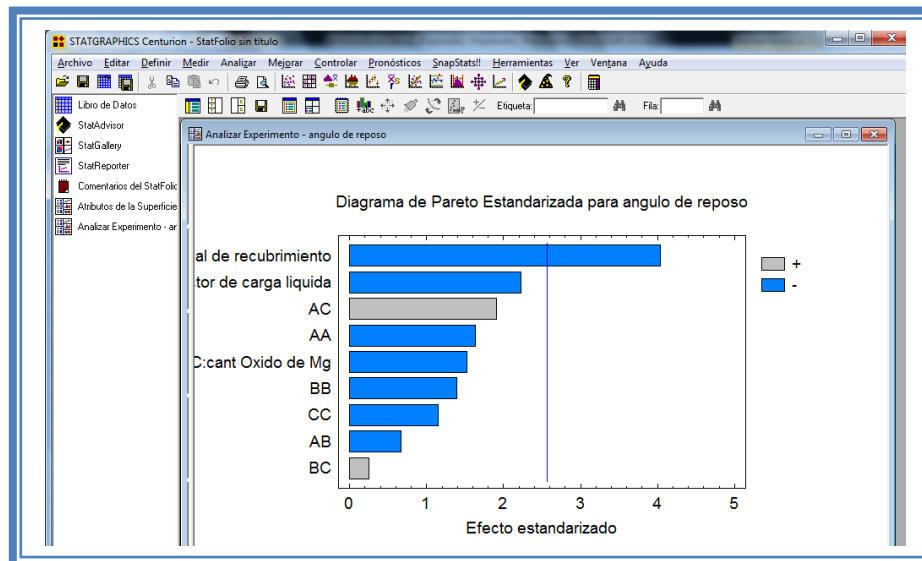 STATGRAPHICS Centurion - StatFolio sin título
Archivo Editar Definir Medir Analizar Mejorar Controlar Pronósticos SnapStats!! Herramientas Ver Ventana Ayuda
Etiqueta: Fila:
Libro de Datos
StatAdvisor
StatGallery
StatReporter
Comentarios del StatFolio
Atributos de la Superficie
Analizar Experimento - ar
Analizar Experimento - angulo de reposo
Diagrama de Pareto Estandarizada para angulo de reposo
al de recubrimiento
tor de carga liquida
AC
AA
C:cant Oxido de Mg
BB
CC
AB
BC
+
-
0 1 2 3 4 5
Efecto estandarizado